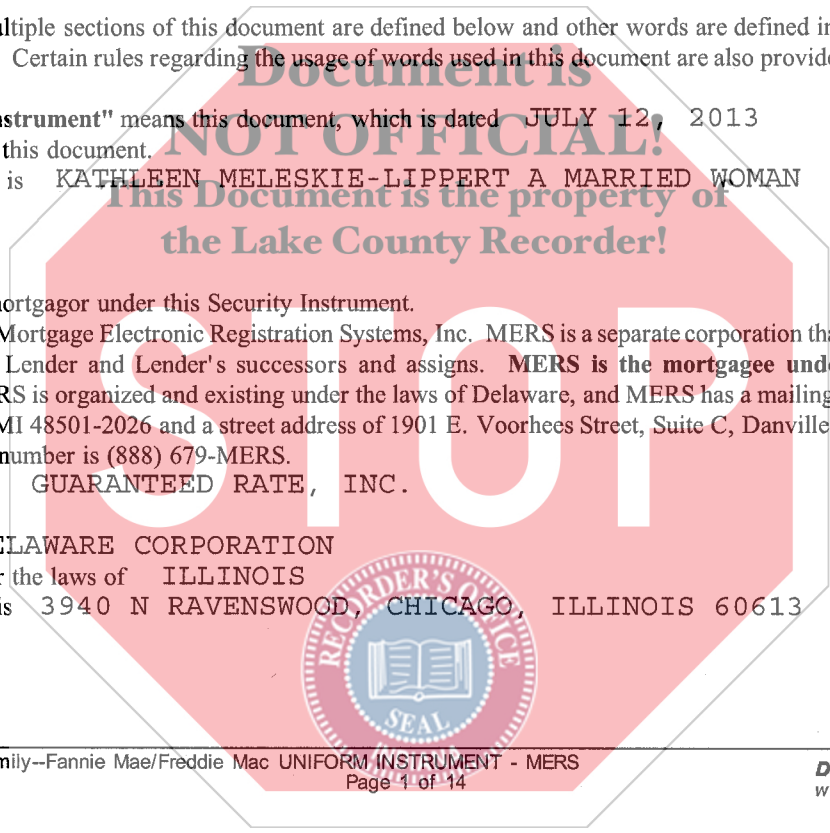 ultiple sections of this document are defined below and other words are defined in
Certain rules regarding the usage of words used in this document are also provide
Document is
strument" means this document, which is dated JULY 12, 2013
NOT OFFICIAL!
this document.
is KATHLEEN MELESKIE-LIPPERT A MARRIED WOMAN
This Document is the property of
the Lake County Recorder!
ortgagor under this Security Instrument.
Mortgage Electronic Registration Systems, Inc. MERS is a separate corporation tha
Lender and Lender's successors and assigns. MERS is the mortgagee unde
RS is organized and existing under the laws of Delaware, and MERS has a mailing
MI 48501-2026 and a street address of 1901 E. Voorhees Street, Suite C, Danville
number is (888) 679-MERS.
STOP
GUARANTEED RATE, INC.
ELAWARE CORPORATION
r the laws of ILLINOIS
is 3940 N RAVENSWOOD, CHICAGO, ILLINOIS 60613
RECORDER'S OFFICE
SEAL
INDIANA
mily--Fannie Mae/Freddie Mac UNIFORM INSTRUMENT - MERS
Page 1 of 14
D
w